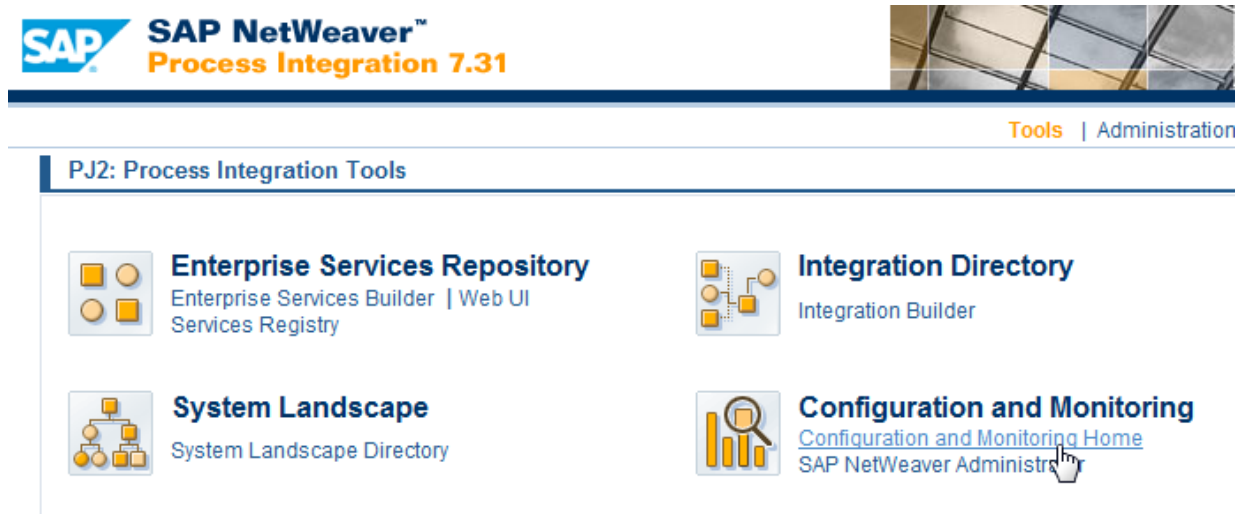 SAP
SAP NetWeaver™
Process Integration 7.31
Tools | Administration
PJ2: Process Integration Tools
Enterprise Services Repository
Enterprise Services Builder | Web UI
Services Registry
Integration Directory
Integration Builder
System Landscape
System Landscape Directory
Configuration and Monitoring
Configuration and Monitoring Home
SAP NetWeaver Administrator